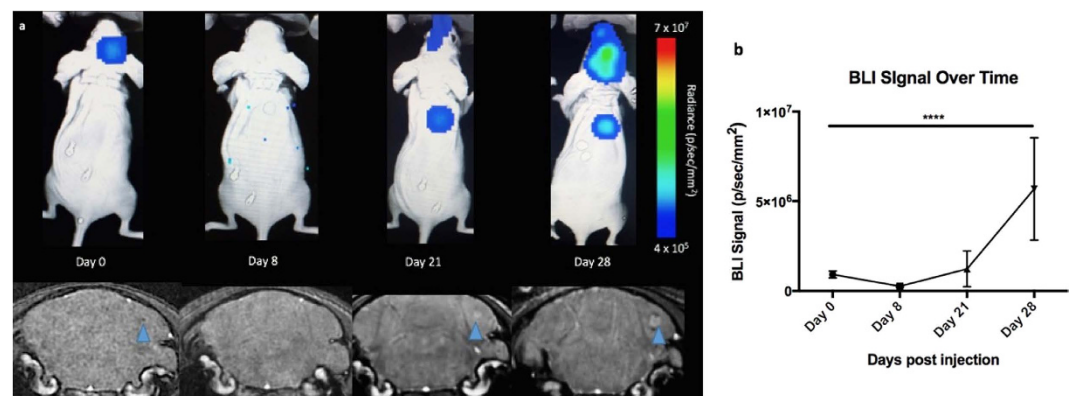 a
7 x 10⁷
Radiance (p/sec/mm²)
4 x 10⁵
Day 0
Day 8
Day 21
Day 28
b
BLI SIgnal Over Time
****
BLI Signal (p/sec/mm²)
1×10⁷
5×10⁶
0
Day 0
Day 8
Day 21
Day 28
Days post injection